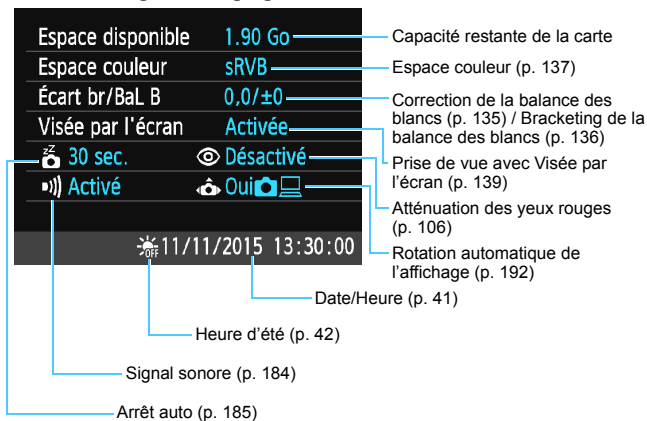 Espace disponible 1.90 Go
Capacité restante de la carte
Espace couleur sRVB
Espace couleur (p. 137)
Écart br/BaL B 0,0/±0
Correction de la balance des
blancs (p. 135) / Bracketing de la
balance des blancs (p. 136)
Visée par l'écran Activée
Prise de vue avec Visée par
l'écran (p. 139)
30 sec. Désactivé
Atténuation des yeux rouges
(p. 106)
Activé Oui
Rotation automatique de
l'affichage (p. 192)
OFF 11/11/2015 13:30:00
Date/Heure (p. 41)
Heure d'été (p. 42)
Signal sonore (p. 184)
Arrêt auto (p. 185)